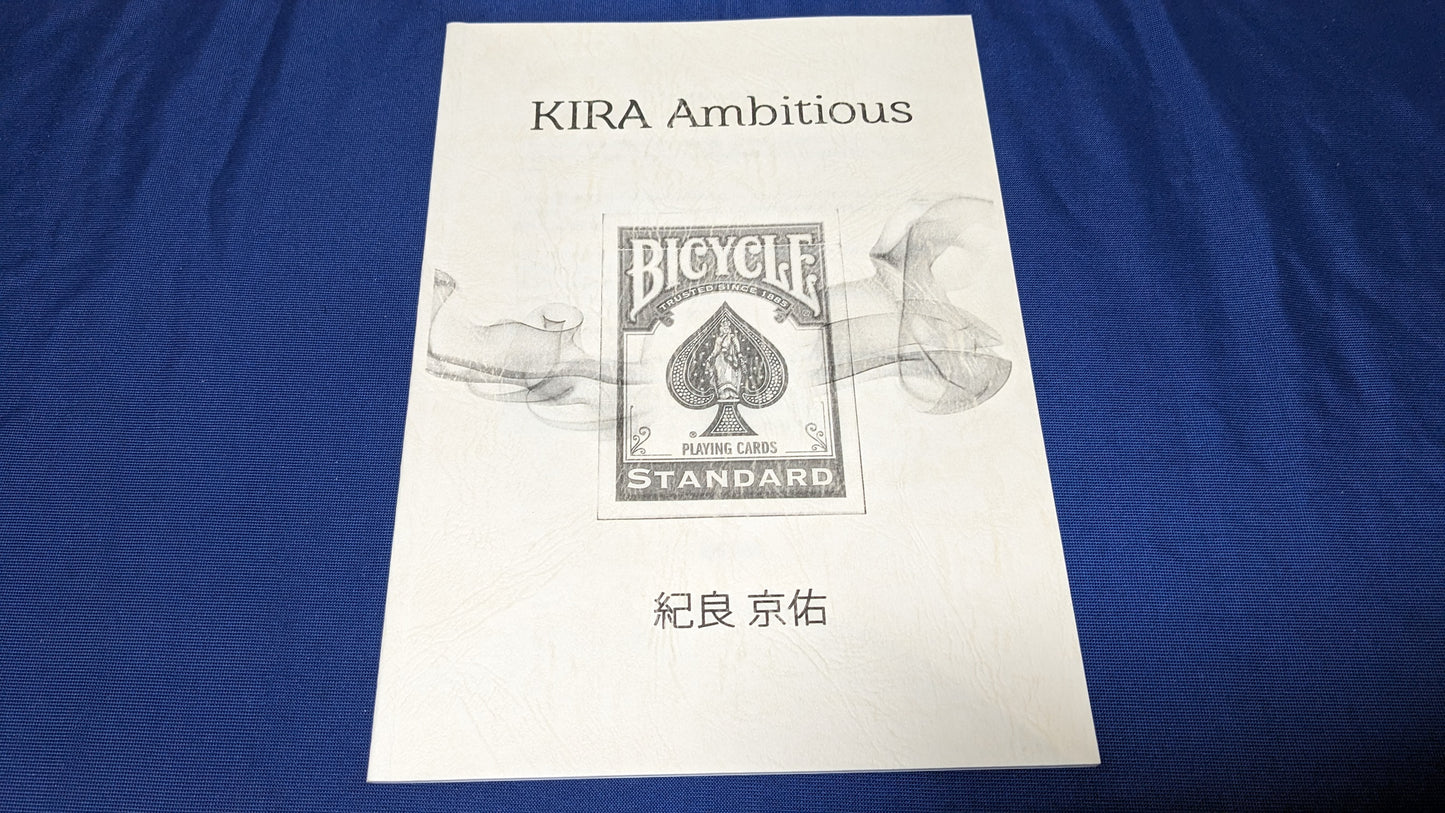 KIRA Ambitious
BICYCLE
®
TRUSTED SINCE 1885
®
PLAYING CARDS
STANDARD
紀良 京佑